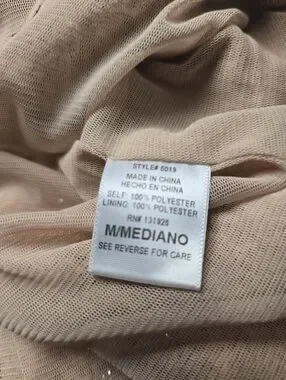 STYLE# 5019
MADE IN CHINA
HECHO EN CHINA
SELF: 100% POLYESTER
LINING: 100% POLYESTER
RN# 131926
M/MEDIANO
SEE REVERSE FOR CARE